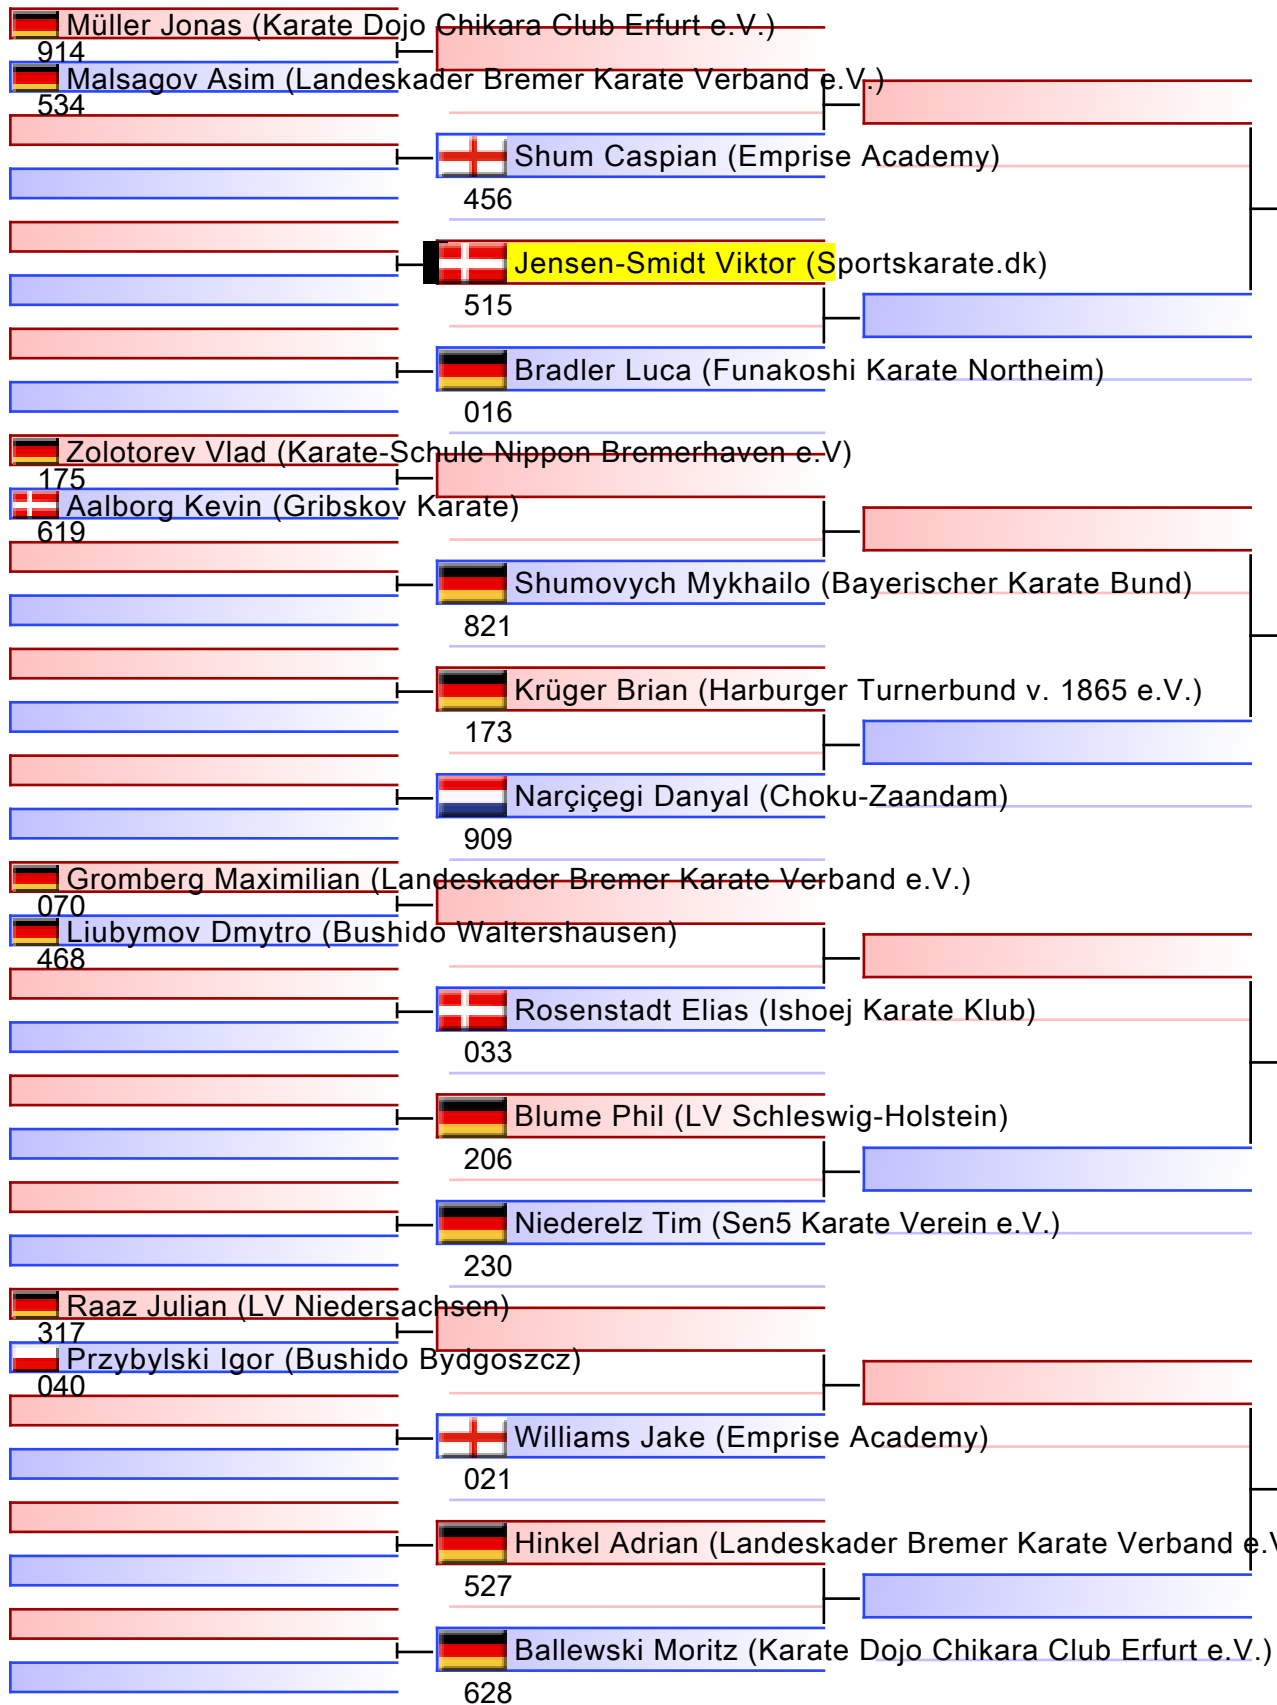 Müller Jonas (Karate Dojo Chikara Club Erfurt e.V.)
914
Malsagov Asim (Landeskader Bremer Karate Verband e.V.)
534
Shum Caspian (Emprise Academy)
456
Jensen-Smidt Viktor (Sportskarate.dk)
515
Bradler Luca (Funakoshi Karate Northeim)
016
Zolotorev Vlad (Karate-Schule Nippon Bremerhaven e.V)
175
Aalborg Kevin (Gribskov Karate)
619
Shumovych Mykhailo (Bayerischer Karate Bund)
821
Krüger Brian (Harburger Turnerbund v. 1865 e.V.)
173
Narçiçegi Danyal (Choku-Zaandam)
909
Gromberg Maximilian (Landeskader Bremer Karate Verband e.V.)
070
Liubymov Dmytro (Bushido Waltershausen)
468
Rosenstadt Elias (Ishoej Karate Klub)
033
Blume Phil (LV Schleswig-Holstein)
206
Niederelz Tim (Sen5 Karate Verein e.V.)
230
Raaz Julian (LV Niedersachsen)
317
Przybylski Igor (Bushido Bydgoszcz)
040
Williams Jake (Emprise Academy)
021
Hinkel Adrian (Landeskader Bremer Karate Verband e.V
527
Ballewski Moritz (Karate Dojo Chikara Club Erfurt e.V.)
628